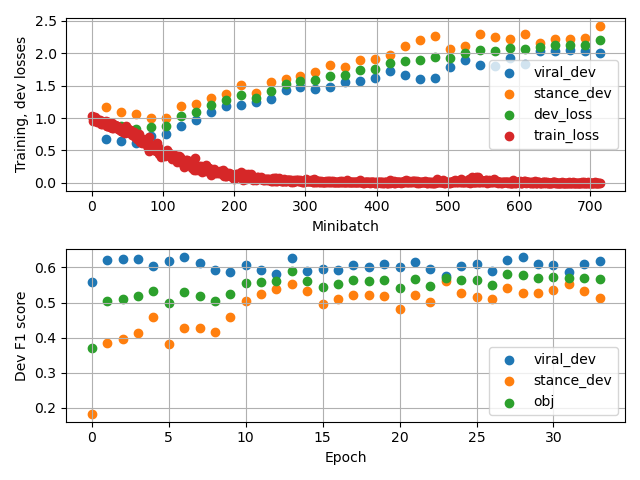 Training, dev losses
2.5
2.0
1.5
1.0
0.5
0.0
0
100
200
300
400
500
600
700
Minibatch
viral_dev
stance_dev
dev_loss
train_loss
Dev F1 score
0.6
0.5
0.4
0.3
0.2
0
5
10
15
20
25
30
Epoch
viral_dev
stance_dev
obj